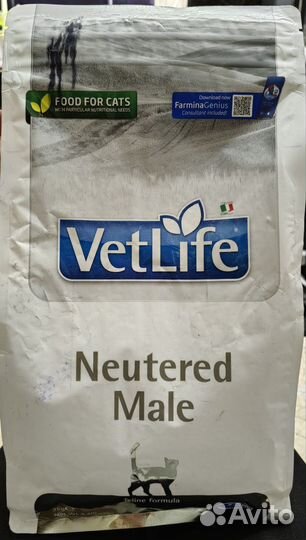 FOOD FOR CATS
WITH PARTICULAR NUTRITIONAL NEEDS
Download now
FarminaGenius
Consultant included!
VetLife
Neutered
Male
feline formula
Avito